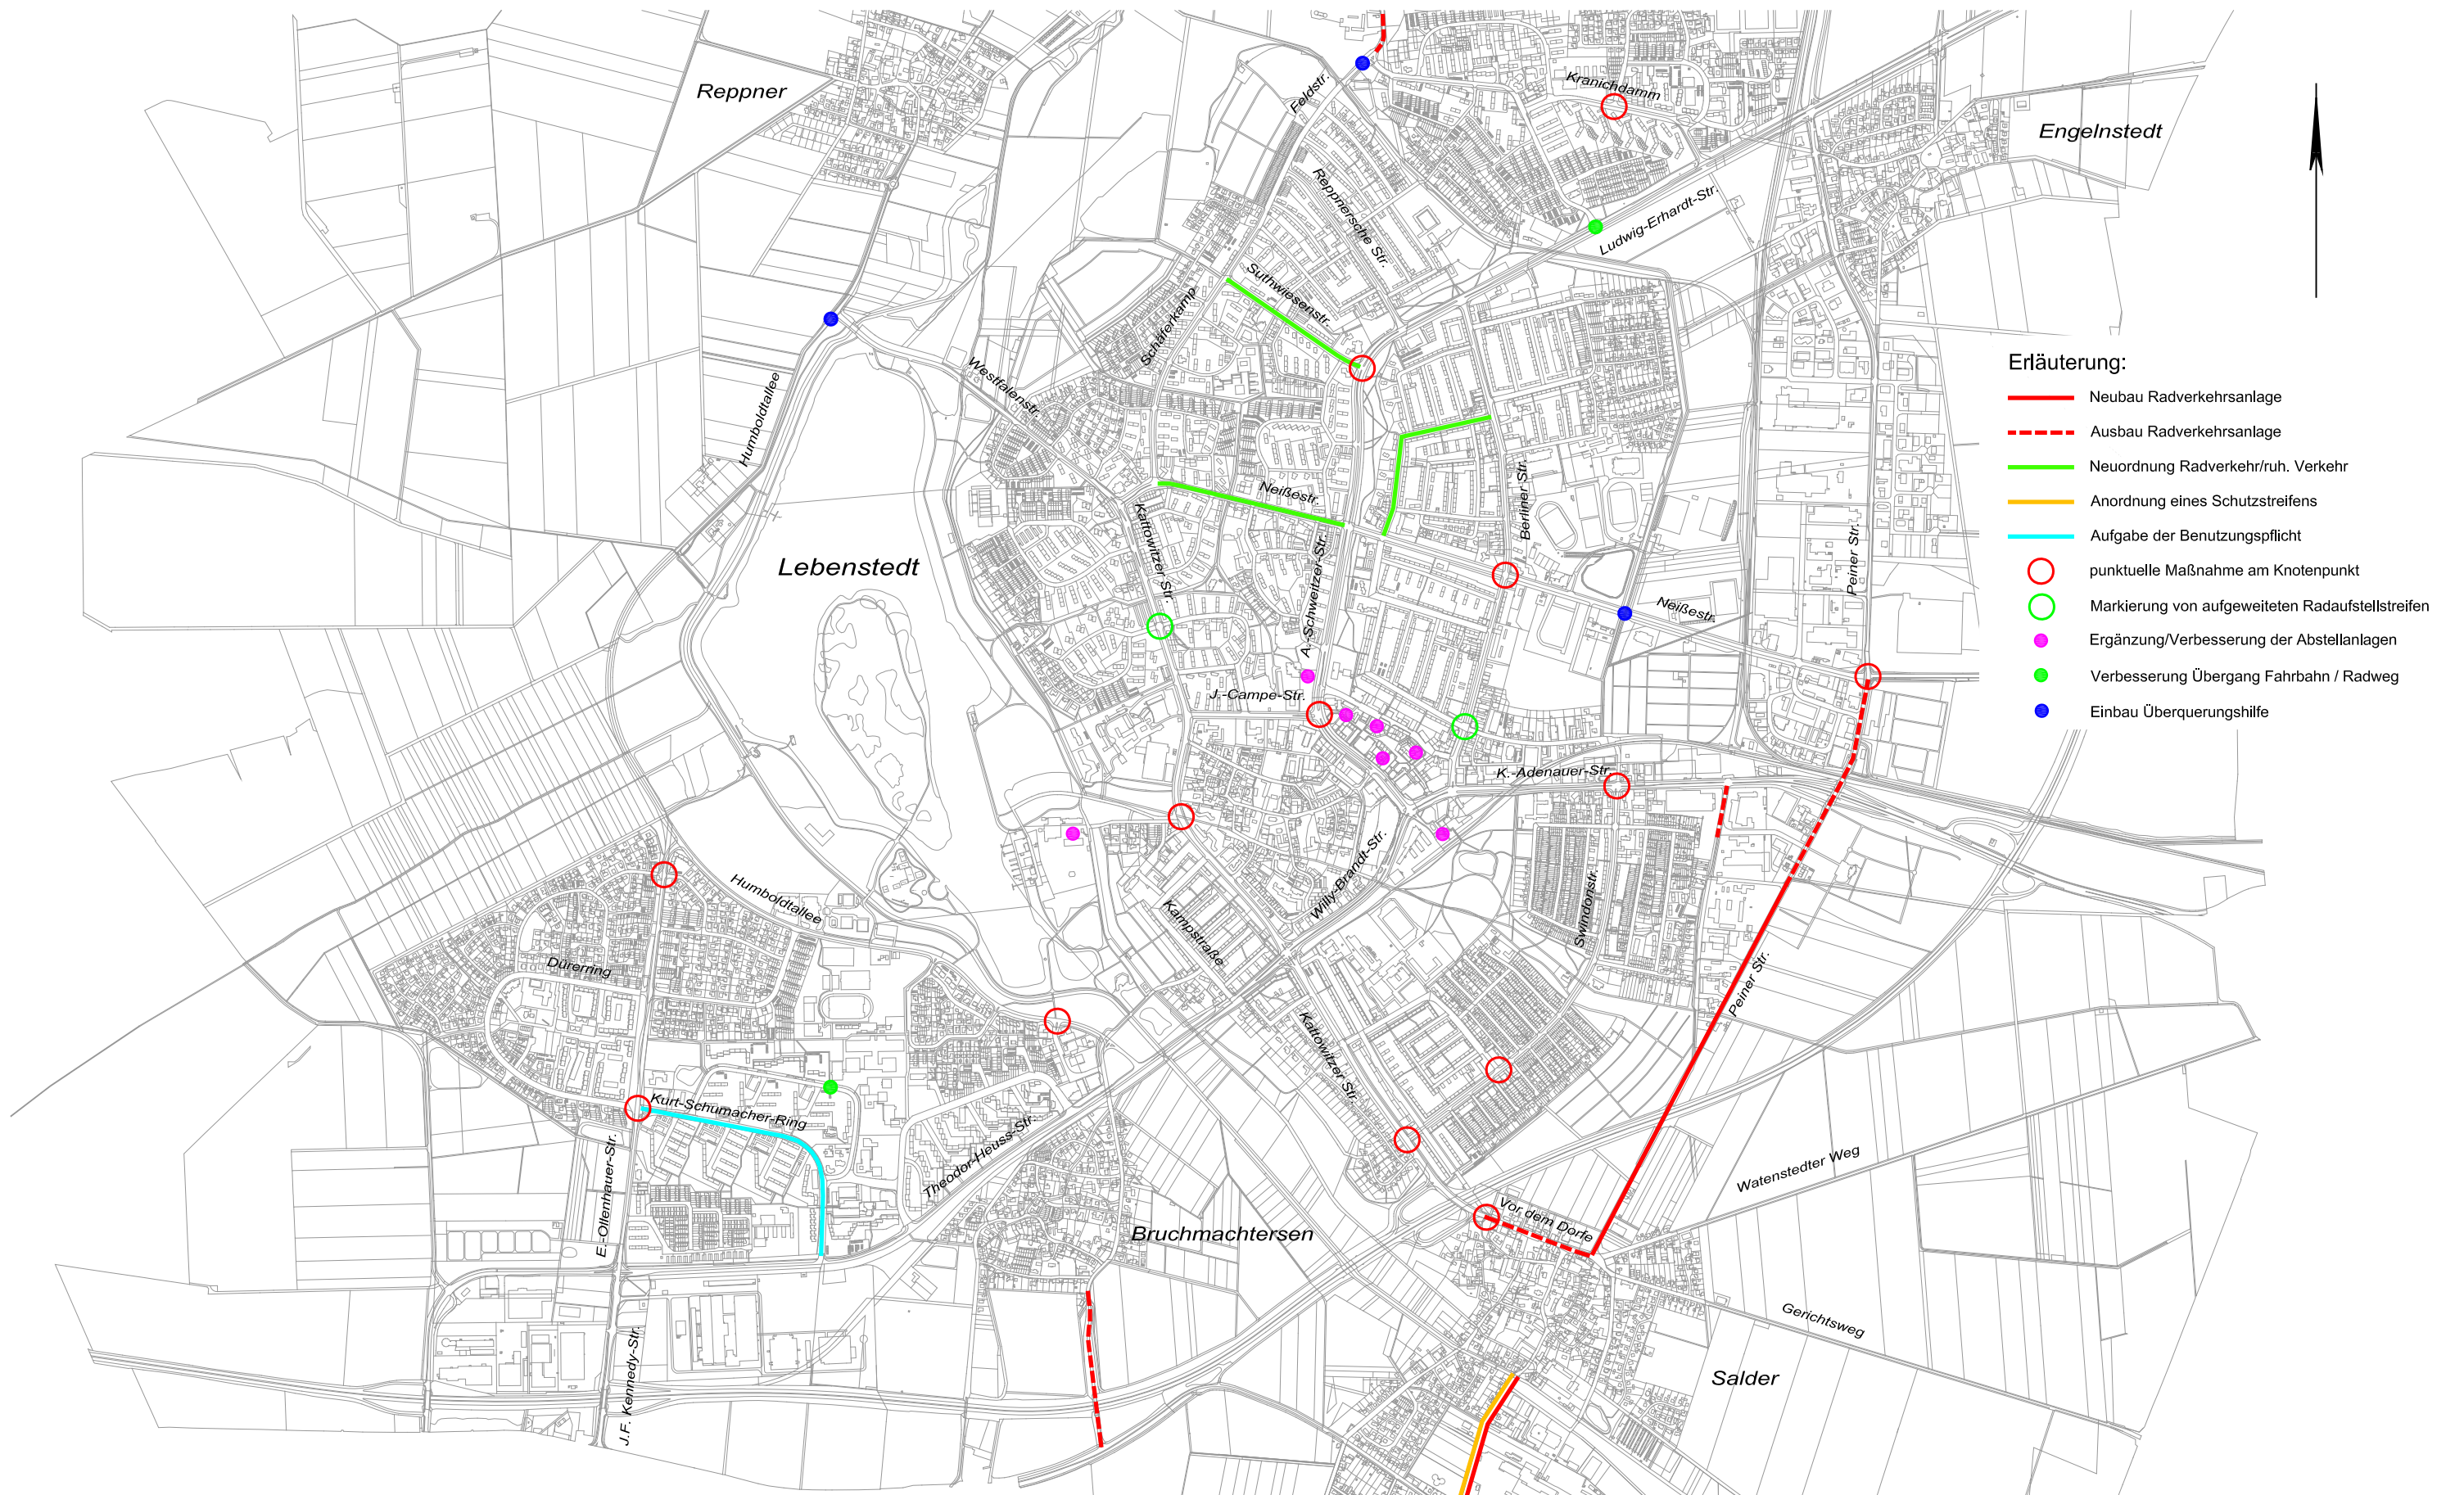 Reppner
Feldstr.
Kranichdamm
Engelnstedt
Reppnersche Str.
Ludwig-Erhardt-Str.
Suthwiesenstr.
Schäferkamp
Westfalenstr.
Humboldtallee
Erläuterung:
Neubau Radverkehrsanlage
Ausbau Radverkehrsanlage
Neuordnung Radverkehr/ruh. Verkehr
Anordnung eines Schutzstreifens
Aufgabe der Benutzungspflicht
punktuelle Maßnahme am Knotenpunkt
Markierung von aufgeweiteten Radaufstellstreifen
Ergänzung/Verbesserung der Abstellanlagen
Verbesserung Übergang Fahrbahn / Radweg
Einbau Überquerungshilfe
Neißestr.
Berliner Str.
Kattowitzer Str.
Peiner Str.
Lebenstedt
A.-Schweitzer-Str.
Neißestr.
J.-Campe-Str.
K.-Adenauer-Str.
Willy-Brandt-Str.
Humboldtallee
Kampstraße
Swindonstr.
Dürerring
Peiner Str.
Kattowitzer Str.
Kurt-Schumacher-Ring
Theodor-Heuss-Str.
E.-Ollenhauer-Str.
Watenstedter Weg
Vor dem Dorfe
Bruchmachtersen
Gerichtsweg
J.F. Kennedy-Str.
Salder